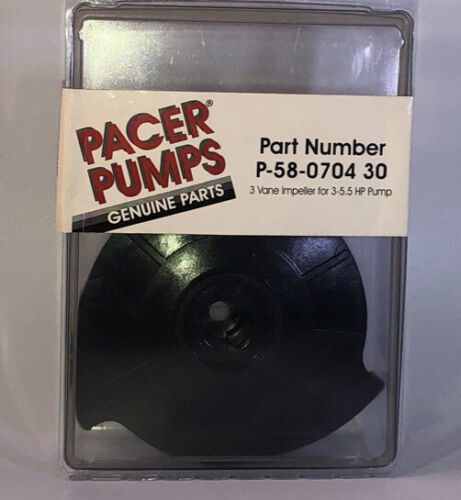 PACER®
PUMPS
GENUINE PARTS
Part Number
P-58-0704 30
3 Vane Impeller for 3-5.5 HP Pump